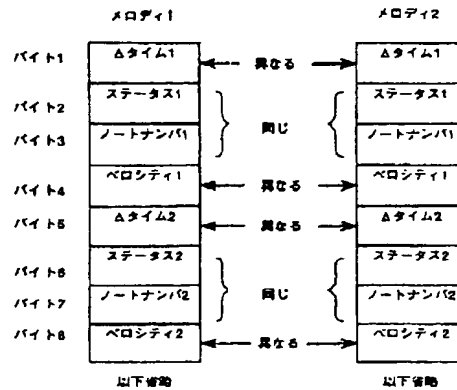 メロディ1 メロディ2
バイト1 Δタイム1 異なる Δタイム1
バイト2 ステータス1 ステータス1
同じ
バイト3 ノートナンバ1 ノートナンバ1
バイト4 ベロシティ1 異なる ベロシティ1
バイト5 Δタイム2 異なる Δタイム2
バイト6 ステータス2 ステータス2
同じ
バイト7 ノートナンバ2 ノートナンバ2
バイト8 ベロシティ2 異なる ベロシティ2
以下省略 以下省略